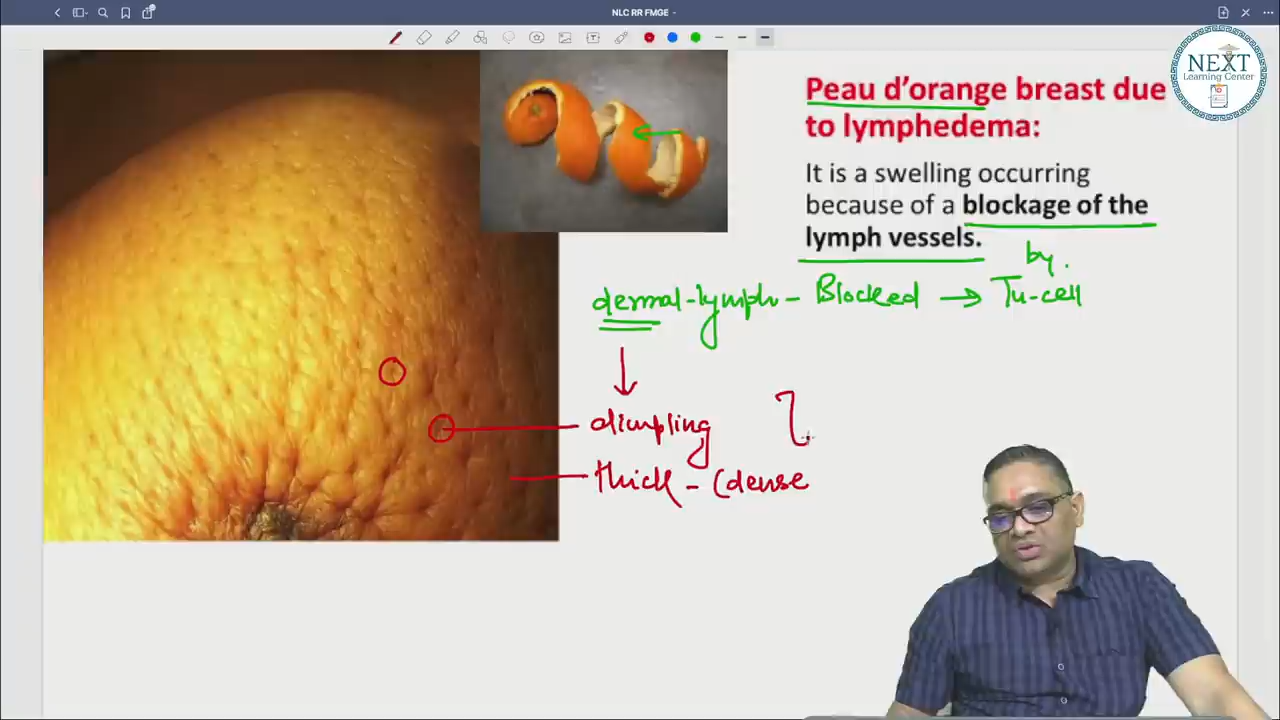 NLC RR FMGE
NEXT
Learning Center
Peau d'orange breast due
to lymphedema:
It is a swelling occurring
because of a blockage of the
lymph vessels.
by.
dermal-lymph - Blocked → Tu-cell
dimpling
thick - (dense